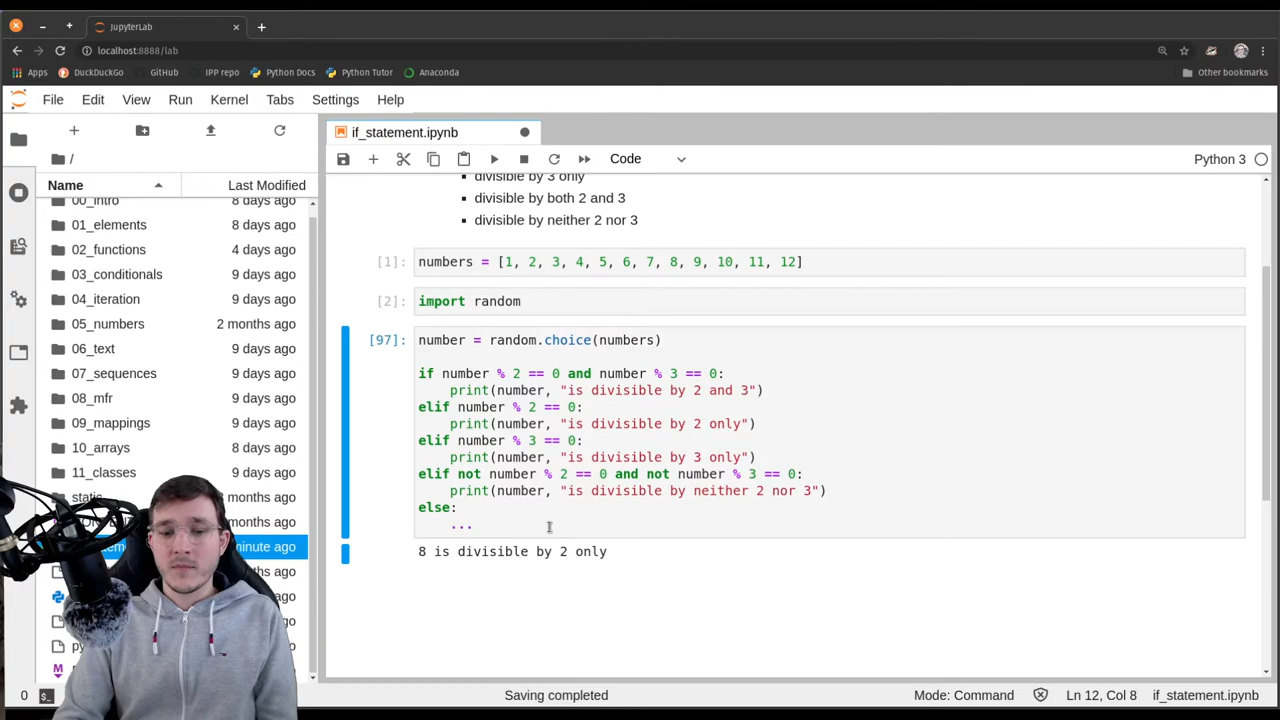 JupyterLab
localhost:8888/lab
Apps DuckDuckGo GitHub IPP repo Python Docs Python Tutor Anaconda Other bookmarks
File Edit View Run Kernel Tabs Settings Help
if_statement.ipynb
Code Python 3
/
Name Last Modified
00_intro 8 days ago
01_elements 8 days ago
02_functions 4 days ago
03_conditionals 9 days ago
04_iteration 9 days ago
05_numbers 2 months ago
06_text 9 days ago
07_sequences 9 days ago
08_mfr 9 days ago
09_mappings 9 days ago
10_arrays 8 days ago
11_classes 9 days ago
static months ago
ago
minute ago
ago
ago
ago
ago
ago
divisible by 3 only
divisible by both 2 and 3
divisible by neither 2 nor 3
[1]: numbers = [1, 2, 3, 4, 5, 6, 7, 8, 9, 10, 11, 12]
[2]: import random
[97]: number = random.choice(numbers)
if number % 2 == 0 and number % 3 == 0:
print(number, "is divisible by 2 and 3")
elif number % 2 == 0:
print(number, "is divisible by 2 only")
elif number % 3 == 0:
print(number, "is divisible by 3 only")
elif not number % 2 == 0 and not number % 3 == 0:
print(number, "is divisible by neither 2 nor 3")
else:
...
8 is divisible by 2 only
0 $_ Saving completed Mode: Command Ln 12, Col 8 if_statement.ipynb